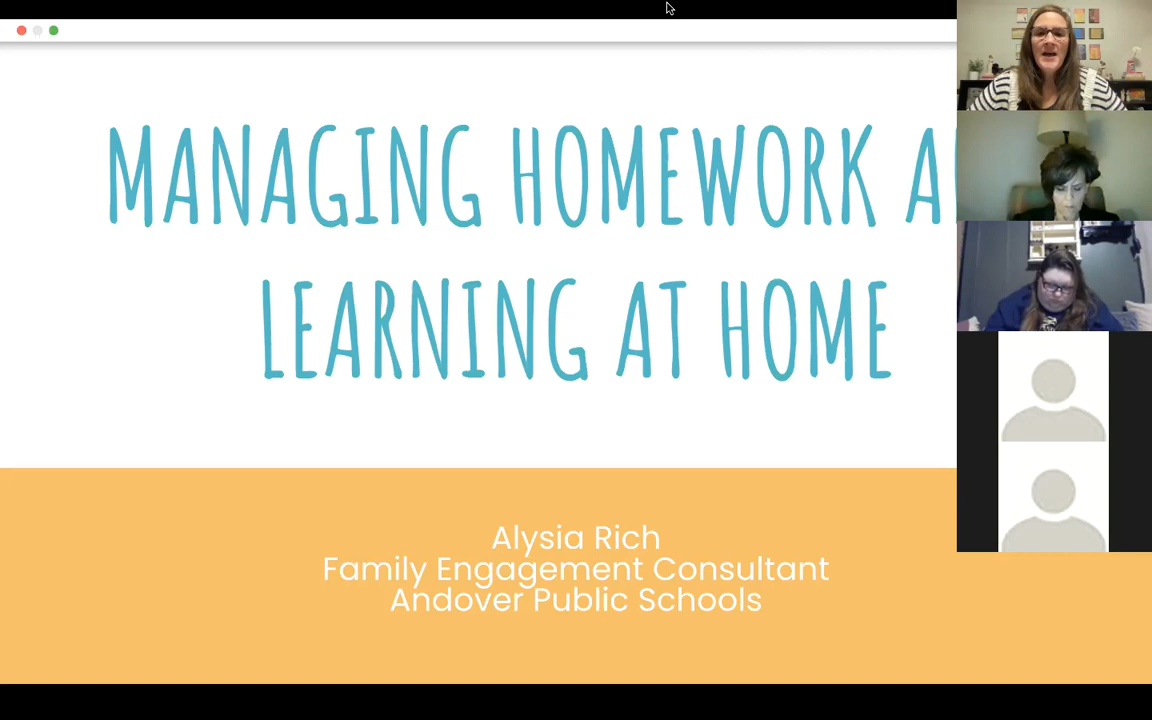 MANAGING HOMEWORK
LEARNING AT HOME
Alysia Rich
Family Engagement Consultant
Andover Public Schools